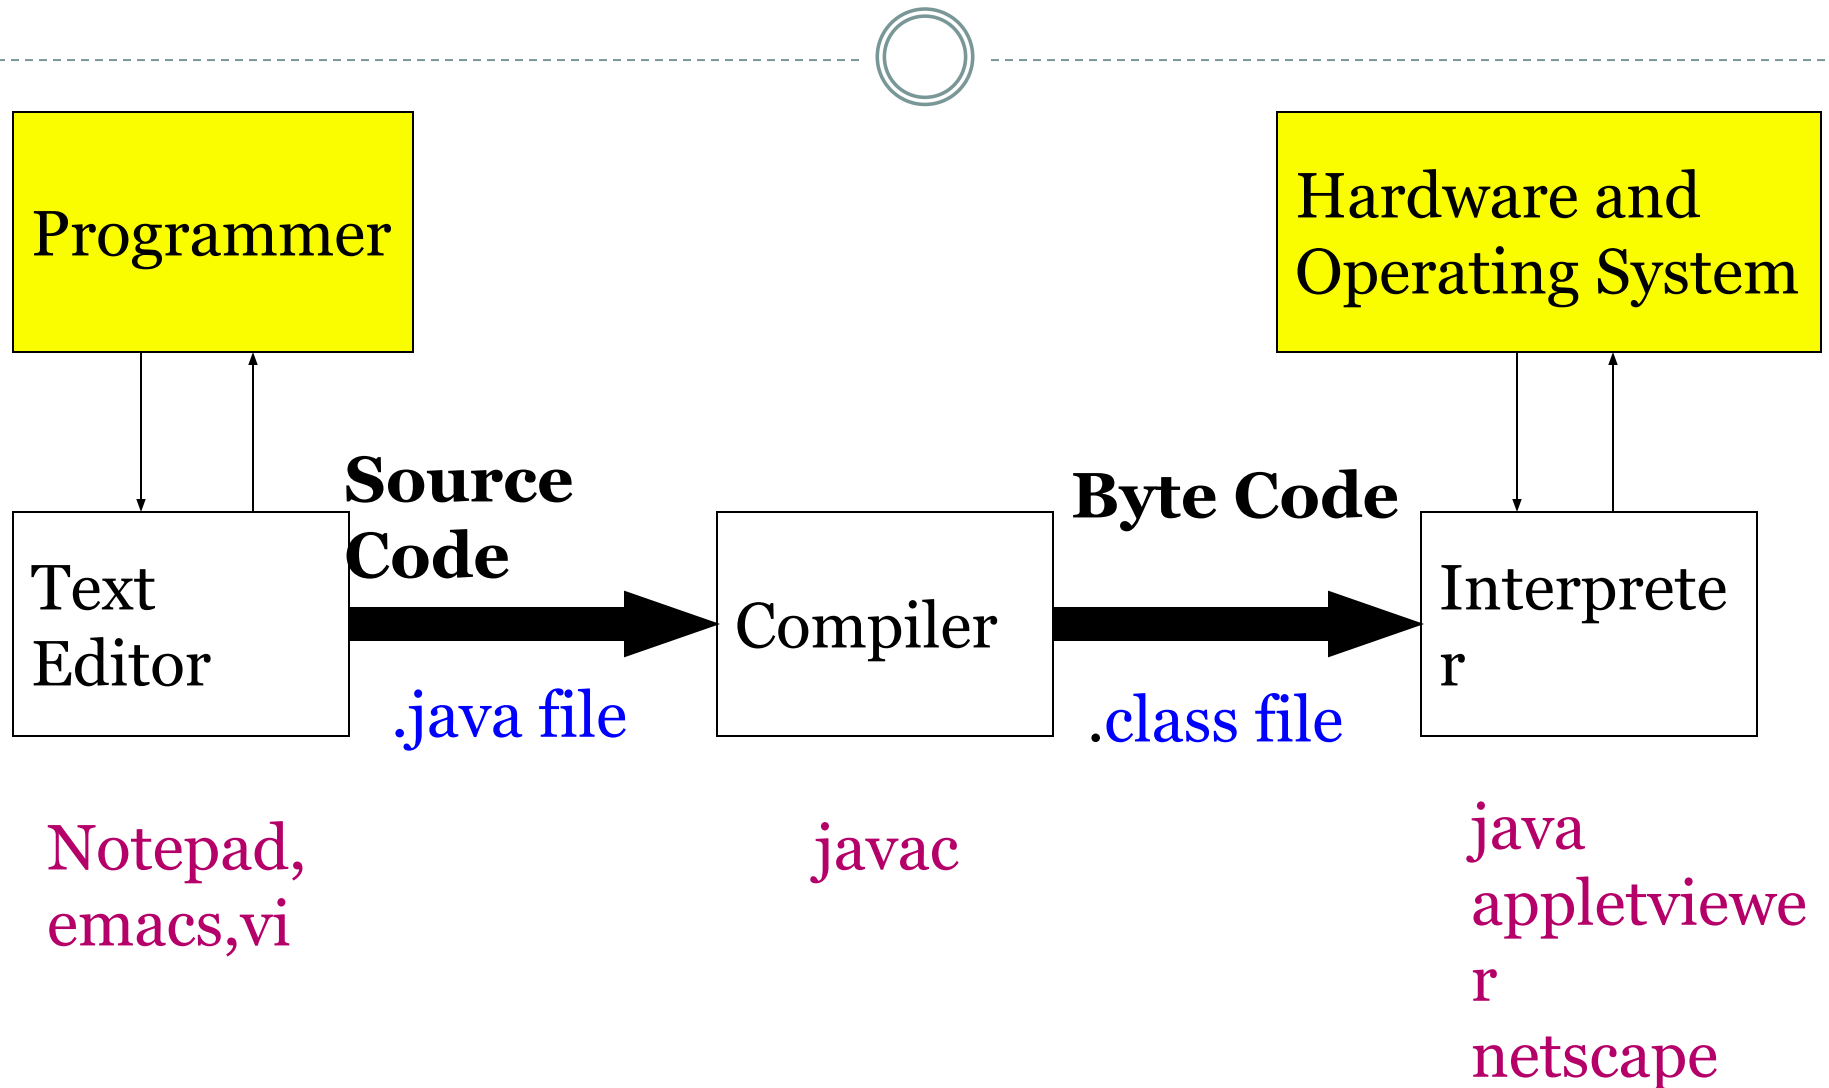 Programmer
Hardware and
Operating System
Source
Code
Byte Code
Text
Editor
Compiler
Interprete
r
.java file
.class file
Notepad,
emacs,vi
javac
java
appletviewe
r
netscape